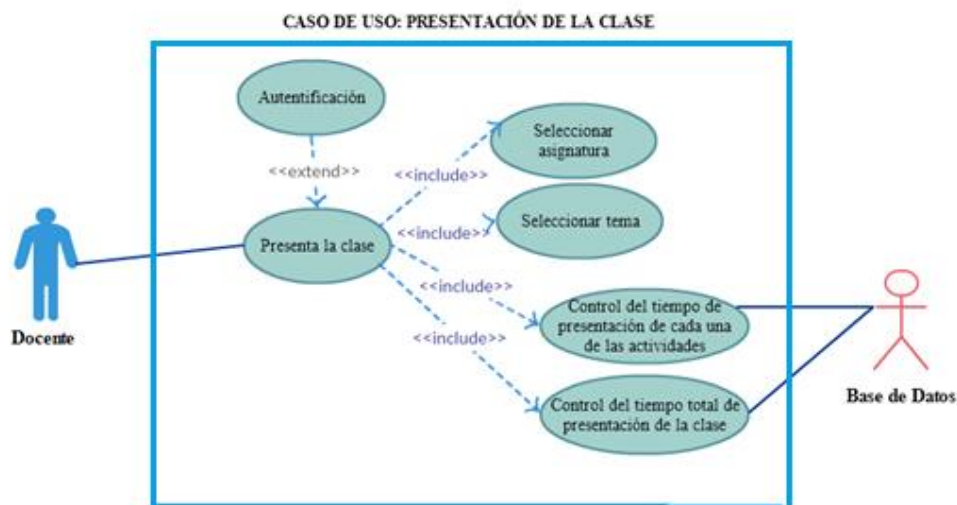 CASO DE USO: PRESENTACIÓN DE LA CLASE
Autentificación
<<extend>>
Presenta la clase
<<include>>
Seleccionar
asignatura
<<include>>
Seleccionar tema
<<include>>
Control del tiempo de
presentación de cada una
de las actividades
<<include>>
Control del tiempo total de
presentación de la clase
Docente
Base de Datos